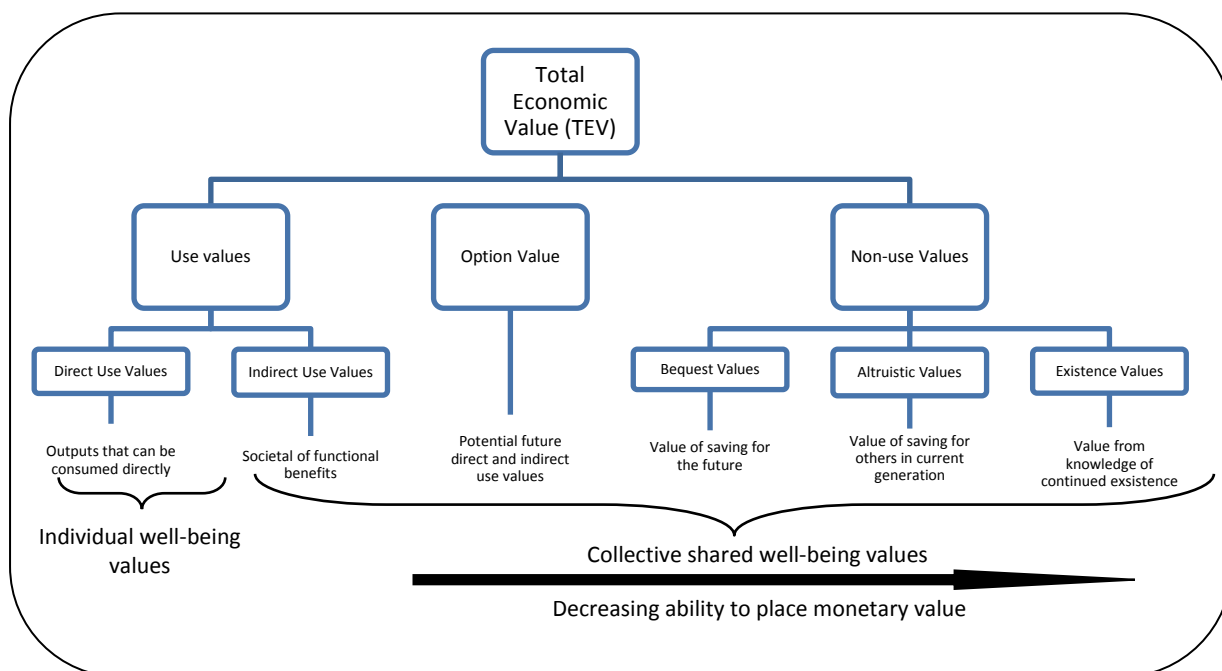 Total
Economic
Value (TEV)
Use values
Option Value
Non-use Values
Direct Use Values
Indirect Use Values
Bequest Values
Altruistic Values
Existence Values
Outputs that can be
consumed directly
Societal of functional
benefits
Potential future
direct and indirect
use values
Value of saving for
the future
Value of saving for
others in current
generation
Value from
knowledge of
continued exsistence
Individual well-being
values
Collective shared well-being values
Decreasing ability to place monetary value